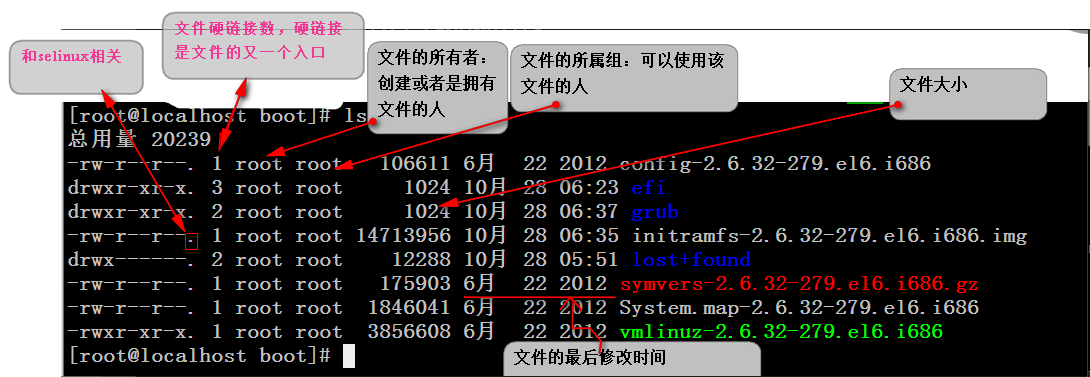 文件硬链接数，硬链接
是文件的又一个入口
和selinux相关
文件的所有者：
创建或者是拥有
文件的人
文件的所属组：可以使用该
文件的人
文件大小
[root@localhost boot]# ls
总用量 20239
-rw-r--r--. 1 root root 106611 6月 22 2012 config-2.6.32-279.el6.i686
drwxr-xr-x. 3 root root 1024 10月 28 06:23 efi
drwxr-xr-x. 2 root root 1024 10月 28 06:37 grub
-rw-r--r--. 1 root root 14713956 10月 28 06:35 initramfs-2.6.32-279.el6.i686.img
drwx------. 2 root root 12288 10月 28 05:51 lost+found
-rw-r--r--. 1 root root 175903 6月 22 2012 symvers-2.6.32-279.el6.i686.gz
-rw-r--r--. 1 root root 1846041 6月 22 2012 System.map-2.6.32-279.el6.i686
-rwxr-xr-x. 1 root root 3856608 6月 22 2012 vmlinuz-2.6.32-279.el6.i686
[root@localhost boot]#
文件的最后修改时间